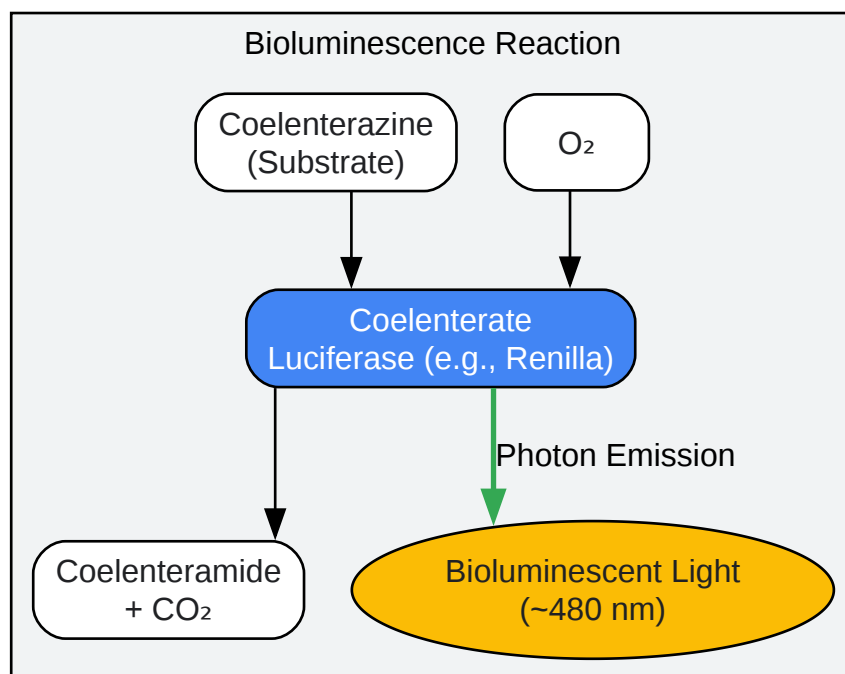 Bioluminescence Reaction
Coelenterazine
(Substrate)
O₂
Coelenterate
Luciferase (e.g., Renilla)
Photon Emission
Coelenteramide
+ CO₂
Bioluminescent Light
(~480 nm)